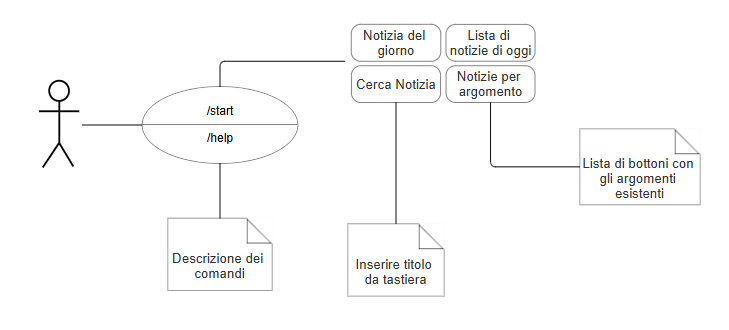 Notizia del
giorno
Lista di
notizie di oggi
Cerca Notizia
Notizie per
argomento
/start
/help
Lista di bottoni con
gli argomenti
esistenti
Descrizione dei
comandi
Inserire titolo
da tastiera